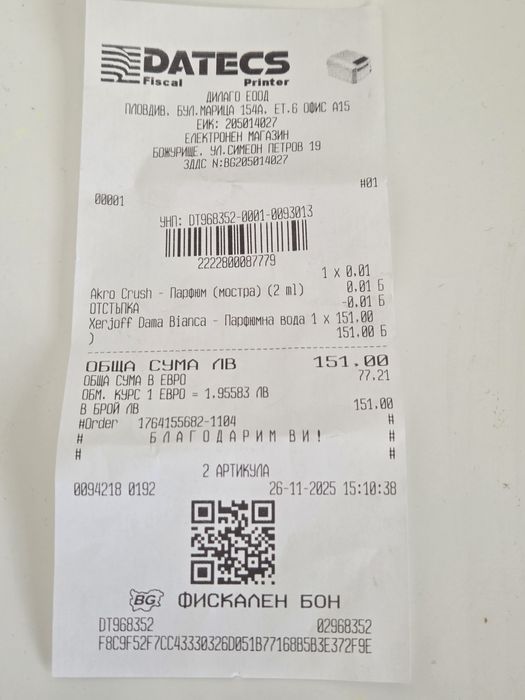 DATECS
Fiscal Printer
ДИЛАГО ЕООД
ПЛОВДИВ, БУЛ.МАРИЦА 154А, ЕТ.6 ОФИС А15
ЕИК: 205014027
ЕЛЕКТРОНЕН МАГАЗИН
БОЖУРИЩЕ, УЛ.СИМЕОН ПЕТРОВ 19
ЗДДС N:BG205014027
#01
00001
УНП: DT968352-0001-0093013
2222800087779
1 x 0.01
Akro Crush - Парфюм (мостра) (2 ml) 0.01 Б
ОТСТЪПКА -0.01 Б
Xerjoff Dama Bianca - Парфюмна вода 1 x 151.00
) 151.00 Б
ОБЩА СУМА ЛВ 151.00
ОБЩА СУМА В ЕВРО 77.21
ОБМ. КУРС 1 ЕВРО = 1.95583 ЛВ
В БРОЙ ЛВ 151.00
#Order 1764155682-1104 #
# БЛАГОДАРИМ ВИ! #
# #
2 АРТИКУЛА
0094218 0192 26-11-2025 15:10:38
BG ФИСКАЛЕН БОН
DT968352 02968352
F8C9F52F7CC43330326D051B77168B5B3E372F9E